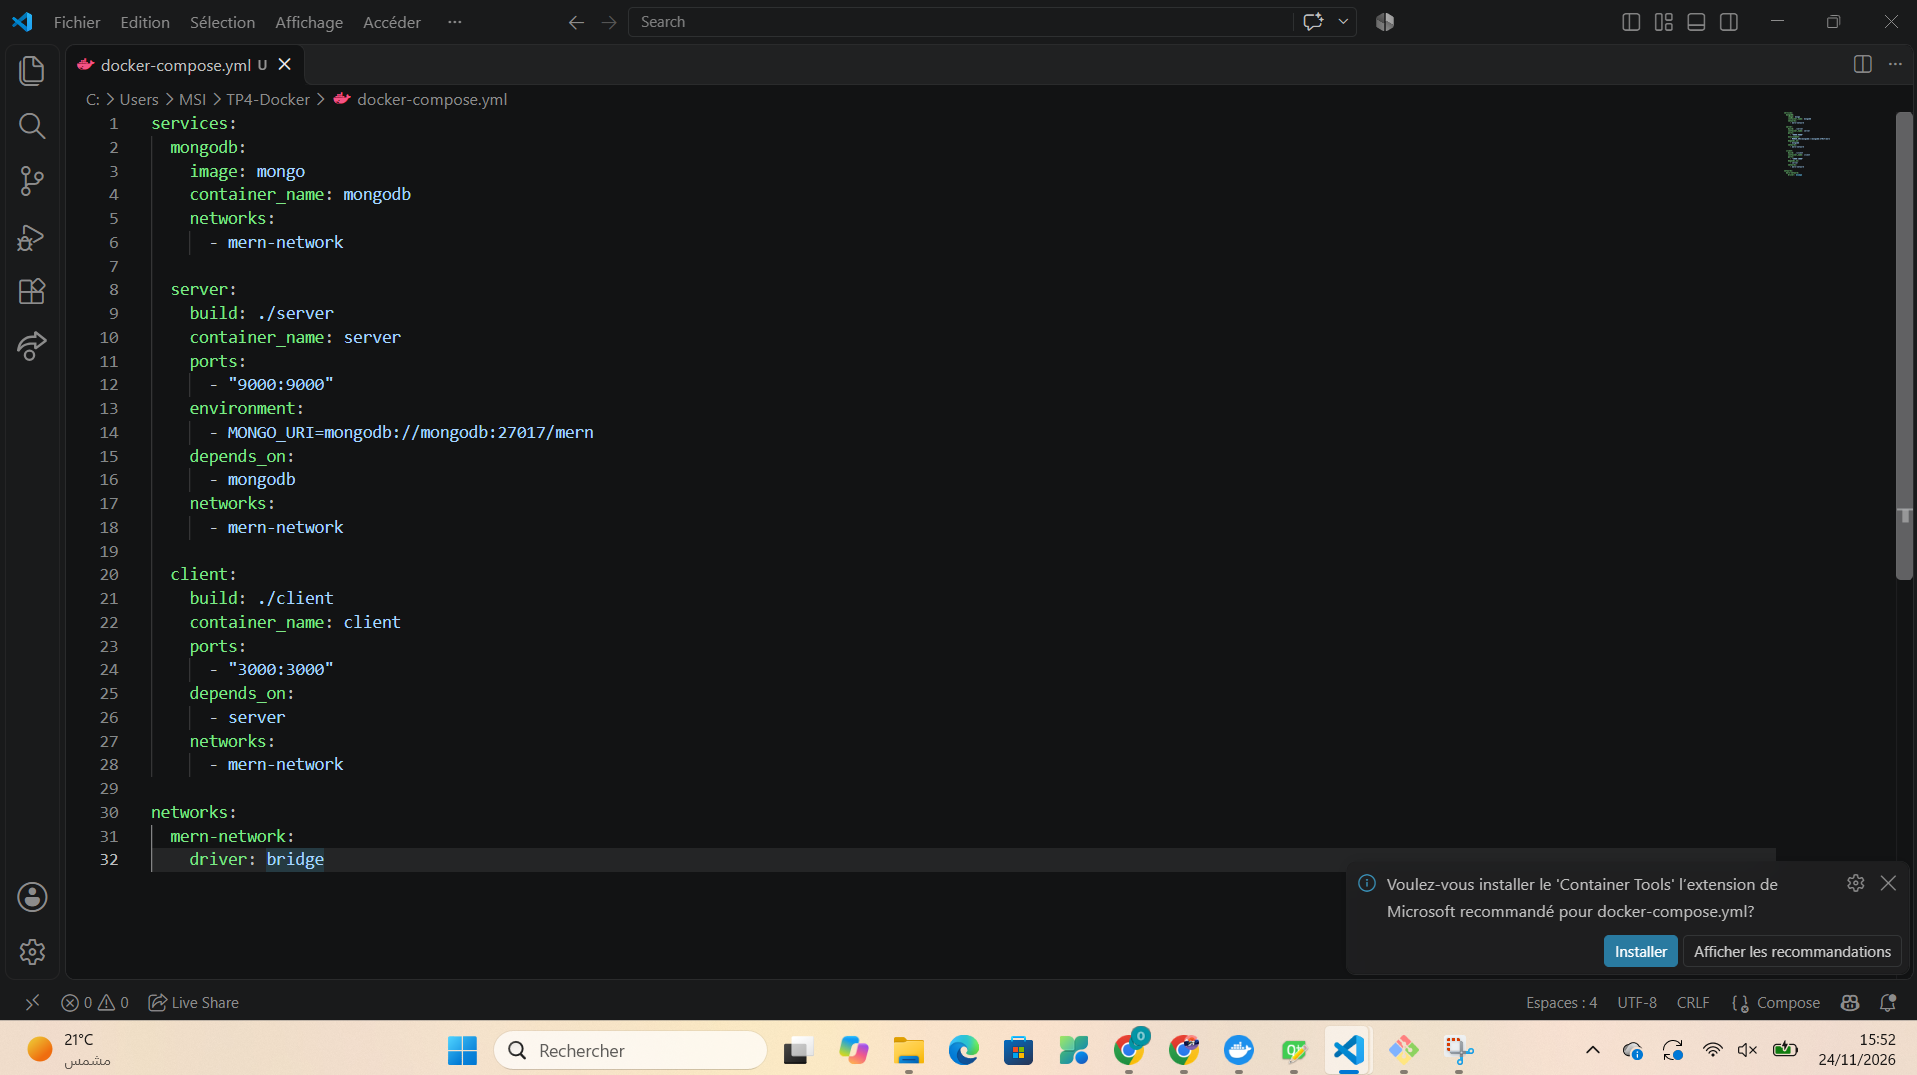 Fichier Edition Sélection Affichage Accéder ··· Search
docker-compose.yml U
C: > Users > MSI > TP4-Docker > docker-compose.yml
1 services:
2 mongodb:
3 image: mongo
4 container_name: mongodb
5 networks:
6 - mern-network
7
8 server:
9 build: ./server
10 container_name: server
11 ports:
12 - "9000:9000"
13 environment:
14 - MONGO_URI=mongodb://mongodb:27017/mern
15 depends_on:
16 - mongodb
17 networks:
18 - mern-network
19
20 client:
21 build: ./client
22 container_name: client
23 ports:
24 - "3000:3000"
25 depends_on:
26 - server
27 networks:
28 - mern-network
29
30 networks:
31 mern-network:
32 driver: bridge
Voulez-vous installer le 'Container Tools' l’extension de
Microsoft recommandé pour docker-compose.yml?
Installer Afficher les recommandations
0 0 Live Share Espaces : 4 UTF-8 CRLF Compose
21°C
مشمس
Rechercher
0
15:52
24/11/2026